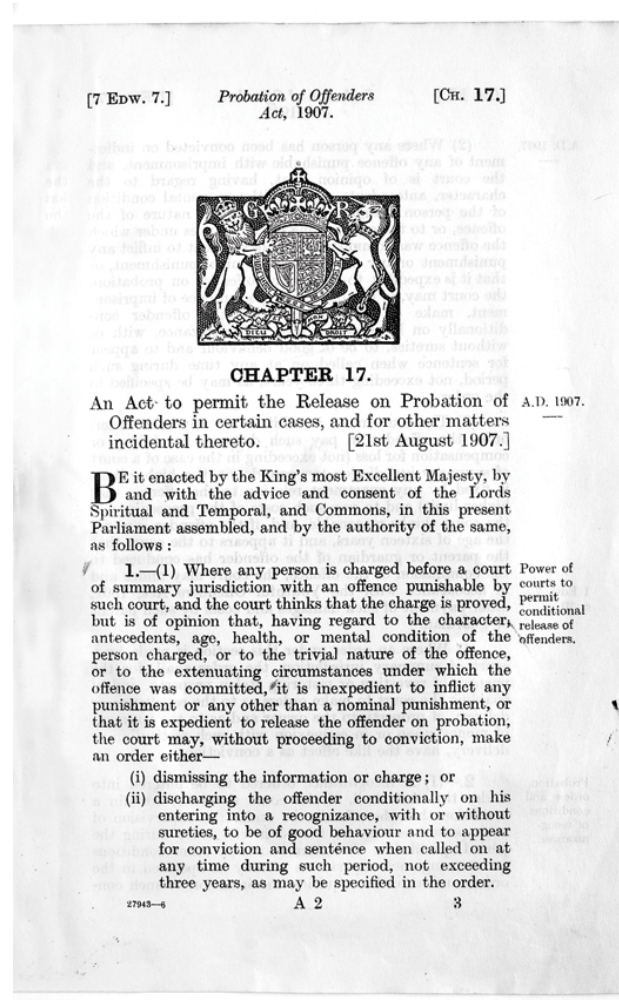 [7 EDW. 7.] Probation of Offenders [CH. 17.]
Act, 1907.
G R
DIEU DROIT
CHAPTER 17.
An Act to permit the Release on Probation of A.D. 1907.
Offenders in certain cases, and for other matters
incidental thereto. [21st August 1907.]
BE it enacted by the King's most Excellent Majesty, by
and with the advice and consent of the Lords
Spiritual and Temporal, and Commons, in this present
Parliament assembled, and by the authority of the same,
as follows :
1.—(1) Where any person is charged before a court
of summary jurisdiction with an offence punishable by
such court, and the court thinks that the charge is proved,
but is of opinion that, having regard to the character,
antecedents, age, health, or mental condition of the
person charged, or to the trivial nature of the offence,
or to the extenuating circumstances under which the
offence was committed, it is inexpedient to inflict any
punishment or any other than a nominal punishment, or
that it is expedient to release the offender on probation,
the court may, without proceeding to conviction, make
an order either—
Power of
courts to
permit
conditional
release of
offenders.
(i) dismissing the information or charge ; or
(ii) discharging the offender conditionally on his
entering into a recognizance, with or without
sureties, to be of good behaviour and to appear
for conviction and sentence when called on at
any time during such period, not exceeding
three years, as may be specified in the order.
27943—6 A 2 3